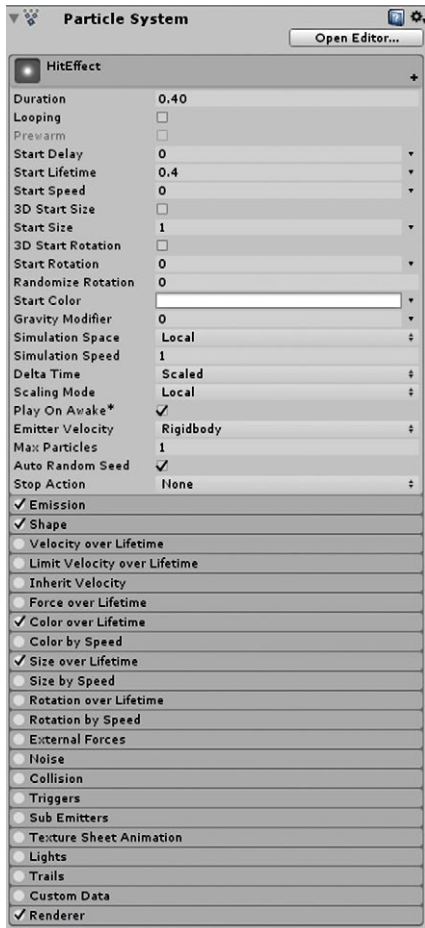 Particle System
Open Editor...
HitEffect
+
Duration 0.40
Looping
Prewarm
Start Delay 0
Start Lifetime 0.4
Start Speed 0
3D Start Size
Start Size 1
3D Start Rotation
Start Rotation 0
Randomize Rotation 0
Start Color
Gravity Modifier 0
Simulation Space Local
Simulation Speed 1
Delta Time Scaled
Scaling Mode Local
Play On Awake*
Emitter Velocity Rigidbody
Max Particles 1
Auto Random Seed
Stop Action None
Emission
Shape
Velocity over Lifetime
Limit Velocity over Lifetime
Inherit Velocity
Force over Lifetime
Color over Lifetime
Color by Speed
Size over Lifetime
Size by Speed
Rotation over Lifetime
Rotation by Speed
External Forces
Noise
Collision
Triggers
Sub Emitters
Texture Sheet Animation
Lights
Trails
Custom Data
Renderer